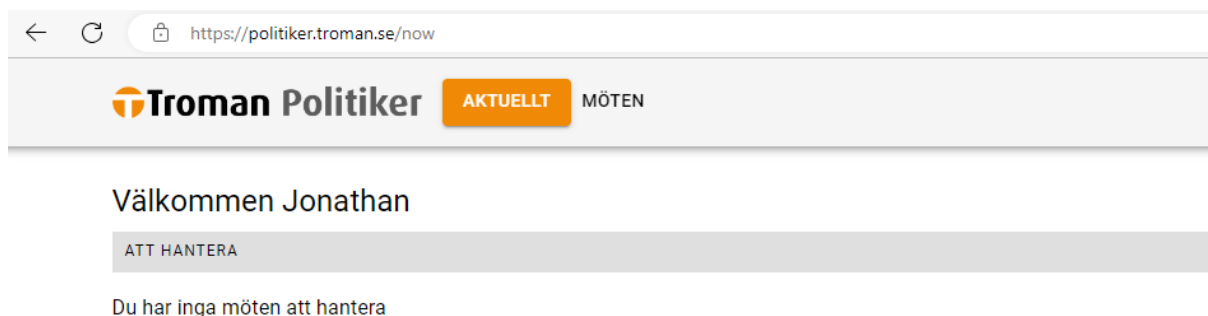 https://politiker.troman.se/now
Troman Politiker AKTUELLT MÖTEN
Välkommen Jonathan
ATT HANTERA
Du har inga möten att hantera